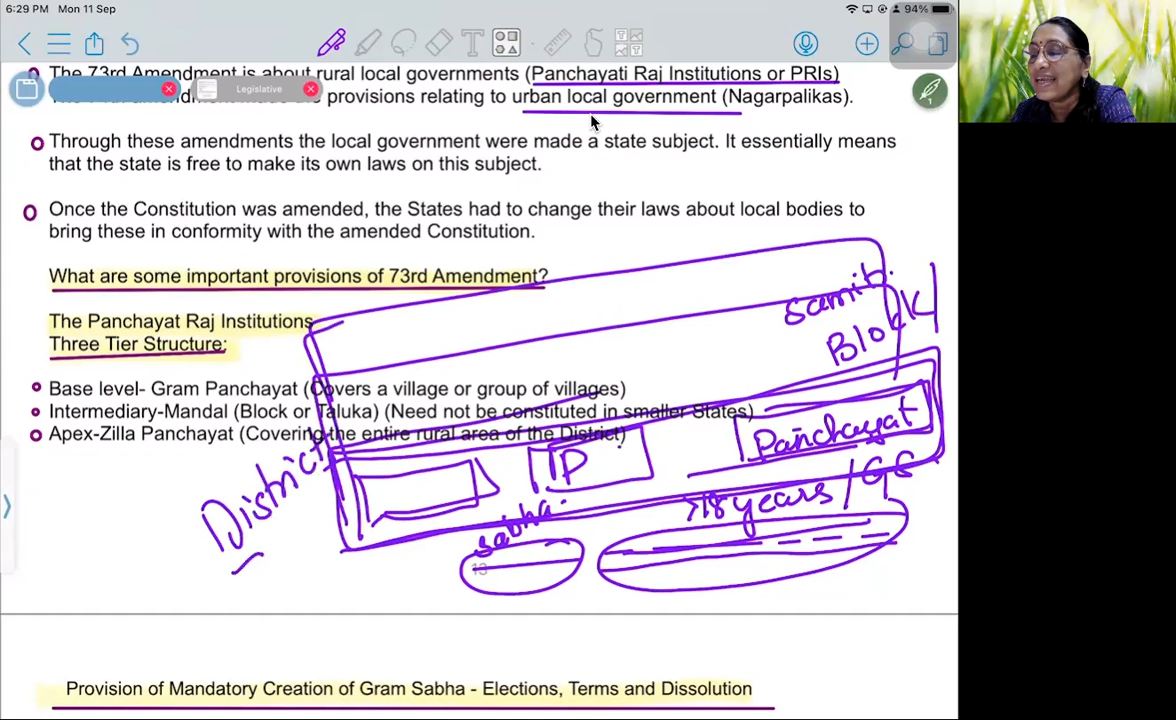 6:29 PM Mon 11 Sep
94%
The 73rd Amendment is about rural local governments (Panchayati Raj Institutions or PRIs)
Legislative
provisions relating to urban local government (Nagarpalikas).
1
Through these amendments the local government were made a state subject. It essentially means
that the state is free to make its own laws on this subject.
Once the Constitution was amended, the States had to change their laws about local bodies to
bring these in conformity with the amended Constitution.
What are some important provisions of 73rd Amendment?
samiti
Block
The Panchayat Raj Institutions
Three Tier Structure:
Base level- Gram Panchayat (Covers a village or group of villages)
Intermediary-Mandal (Block or Taluka) (Need not be constituted in smaller States)
Apex-Zilla Panchayat (Covering the entire rural area of the District)
Panchayat
P
District
>18 years / GS
sabha
13
Provision of Mandatory Creation of Gram Sabha - Elections, Terms and Dissolution